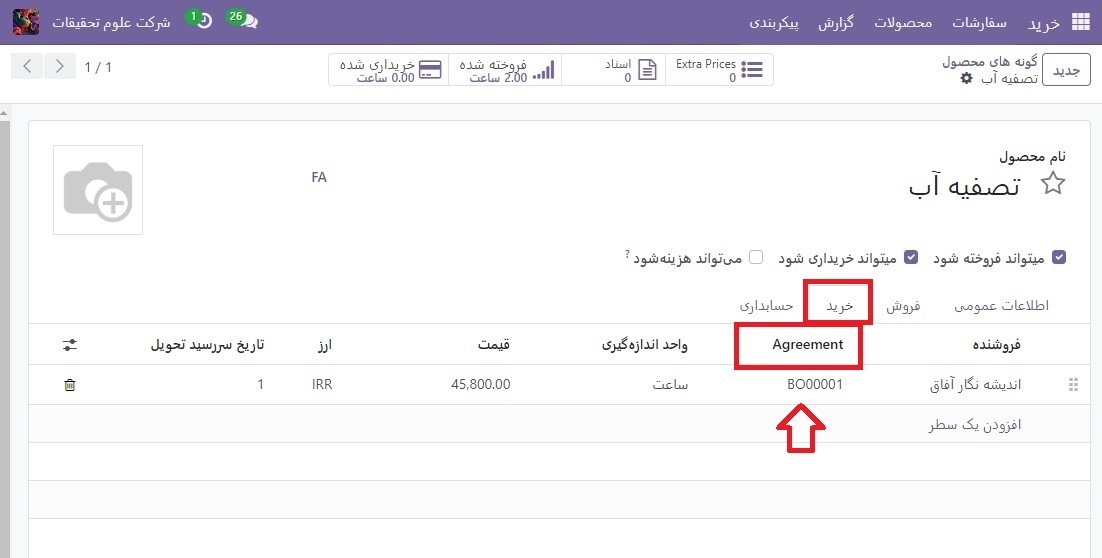 خرید سفارشات محصولات گزارش پیکربندی 26 1 شرکت علوم تحقیقات
جدید گونه های محصول
تصفیه آب
Extra Prices 0
اسناد 0
فروخته شده 2.00 ساعت
خریداری شده 0.00 ساعت
1 / 1
نام محصول
تصفیه آب
FA
میتواند فروخته شود میتواند خریداری شود می‌تواند هزینه‌شود ?
اطلاعات عمومی فروش خرید حسابداری
فروشنده Agreement واحد اندازه‌گیری قیمت ارز تاریخ سررسید تحویل
اندیشه نگار آفاق BO00001 ساعت 45,800.00 IRR 1
افزودن یک سطر